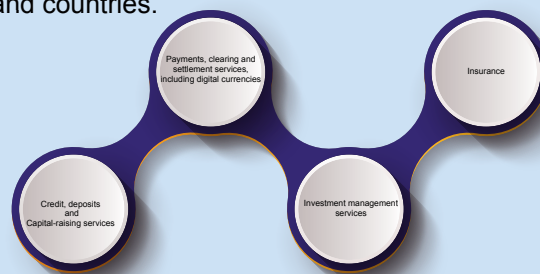 and countries.
Payments, clearing and
settlement services,
including digital currencies
Insurance
Credit, deposits
and
Capital-raising services
Investment management
services